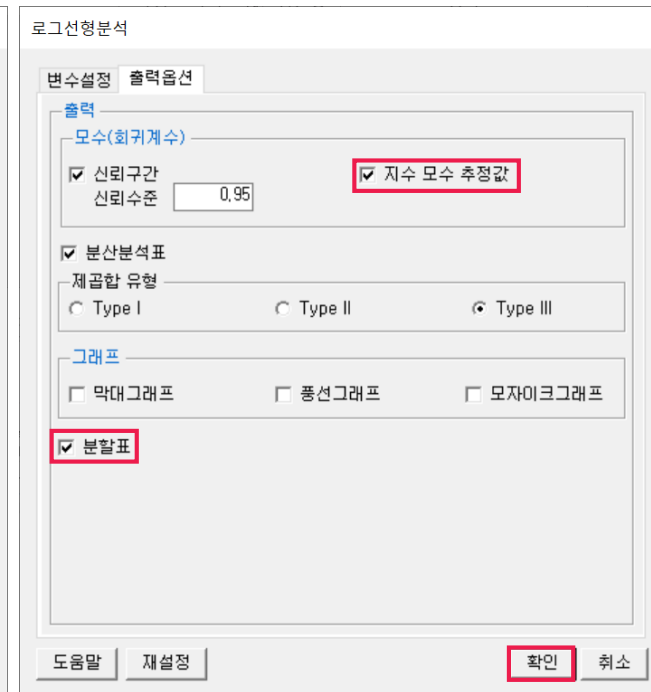 로그선형분석
변수설정 출력옵션
출력
모수(회귀계수)
신뢰구간 지수 모수 추정값
신뢰수준 0.95
분산분석표
제곱합 유형
Type I Type II Type III
그래프
막대그래프 풍선그래프 모자이크그래프
분할표
도움말 재설정 확인 취소